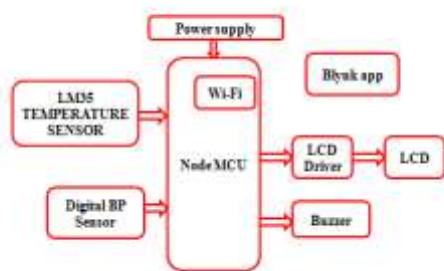 Power supply
Blynk app
Wi-Fi
LM35
TEMPERATURE
SENSOR
Node MCU
LCD
Driver
LCD
Digital BP
Sensor
Buzzer